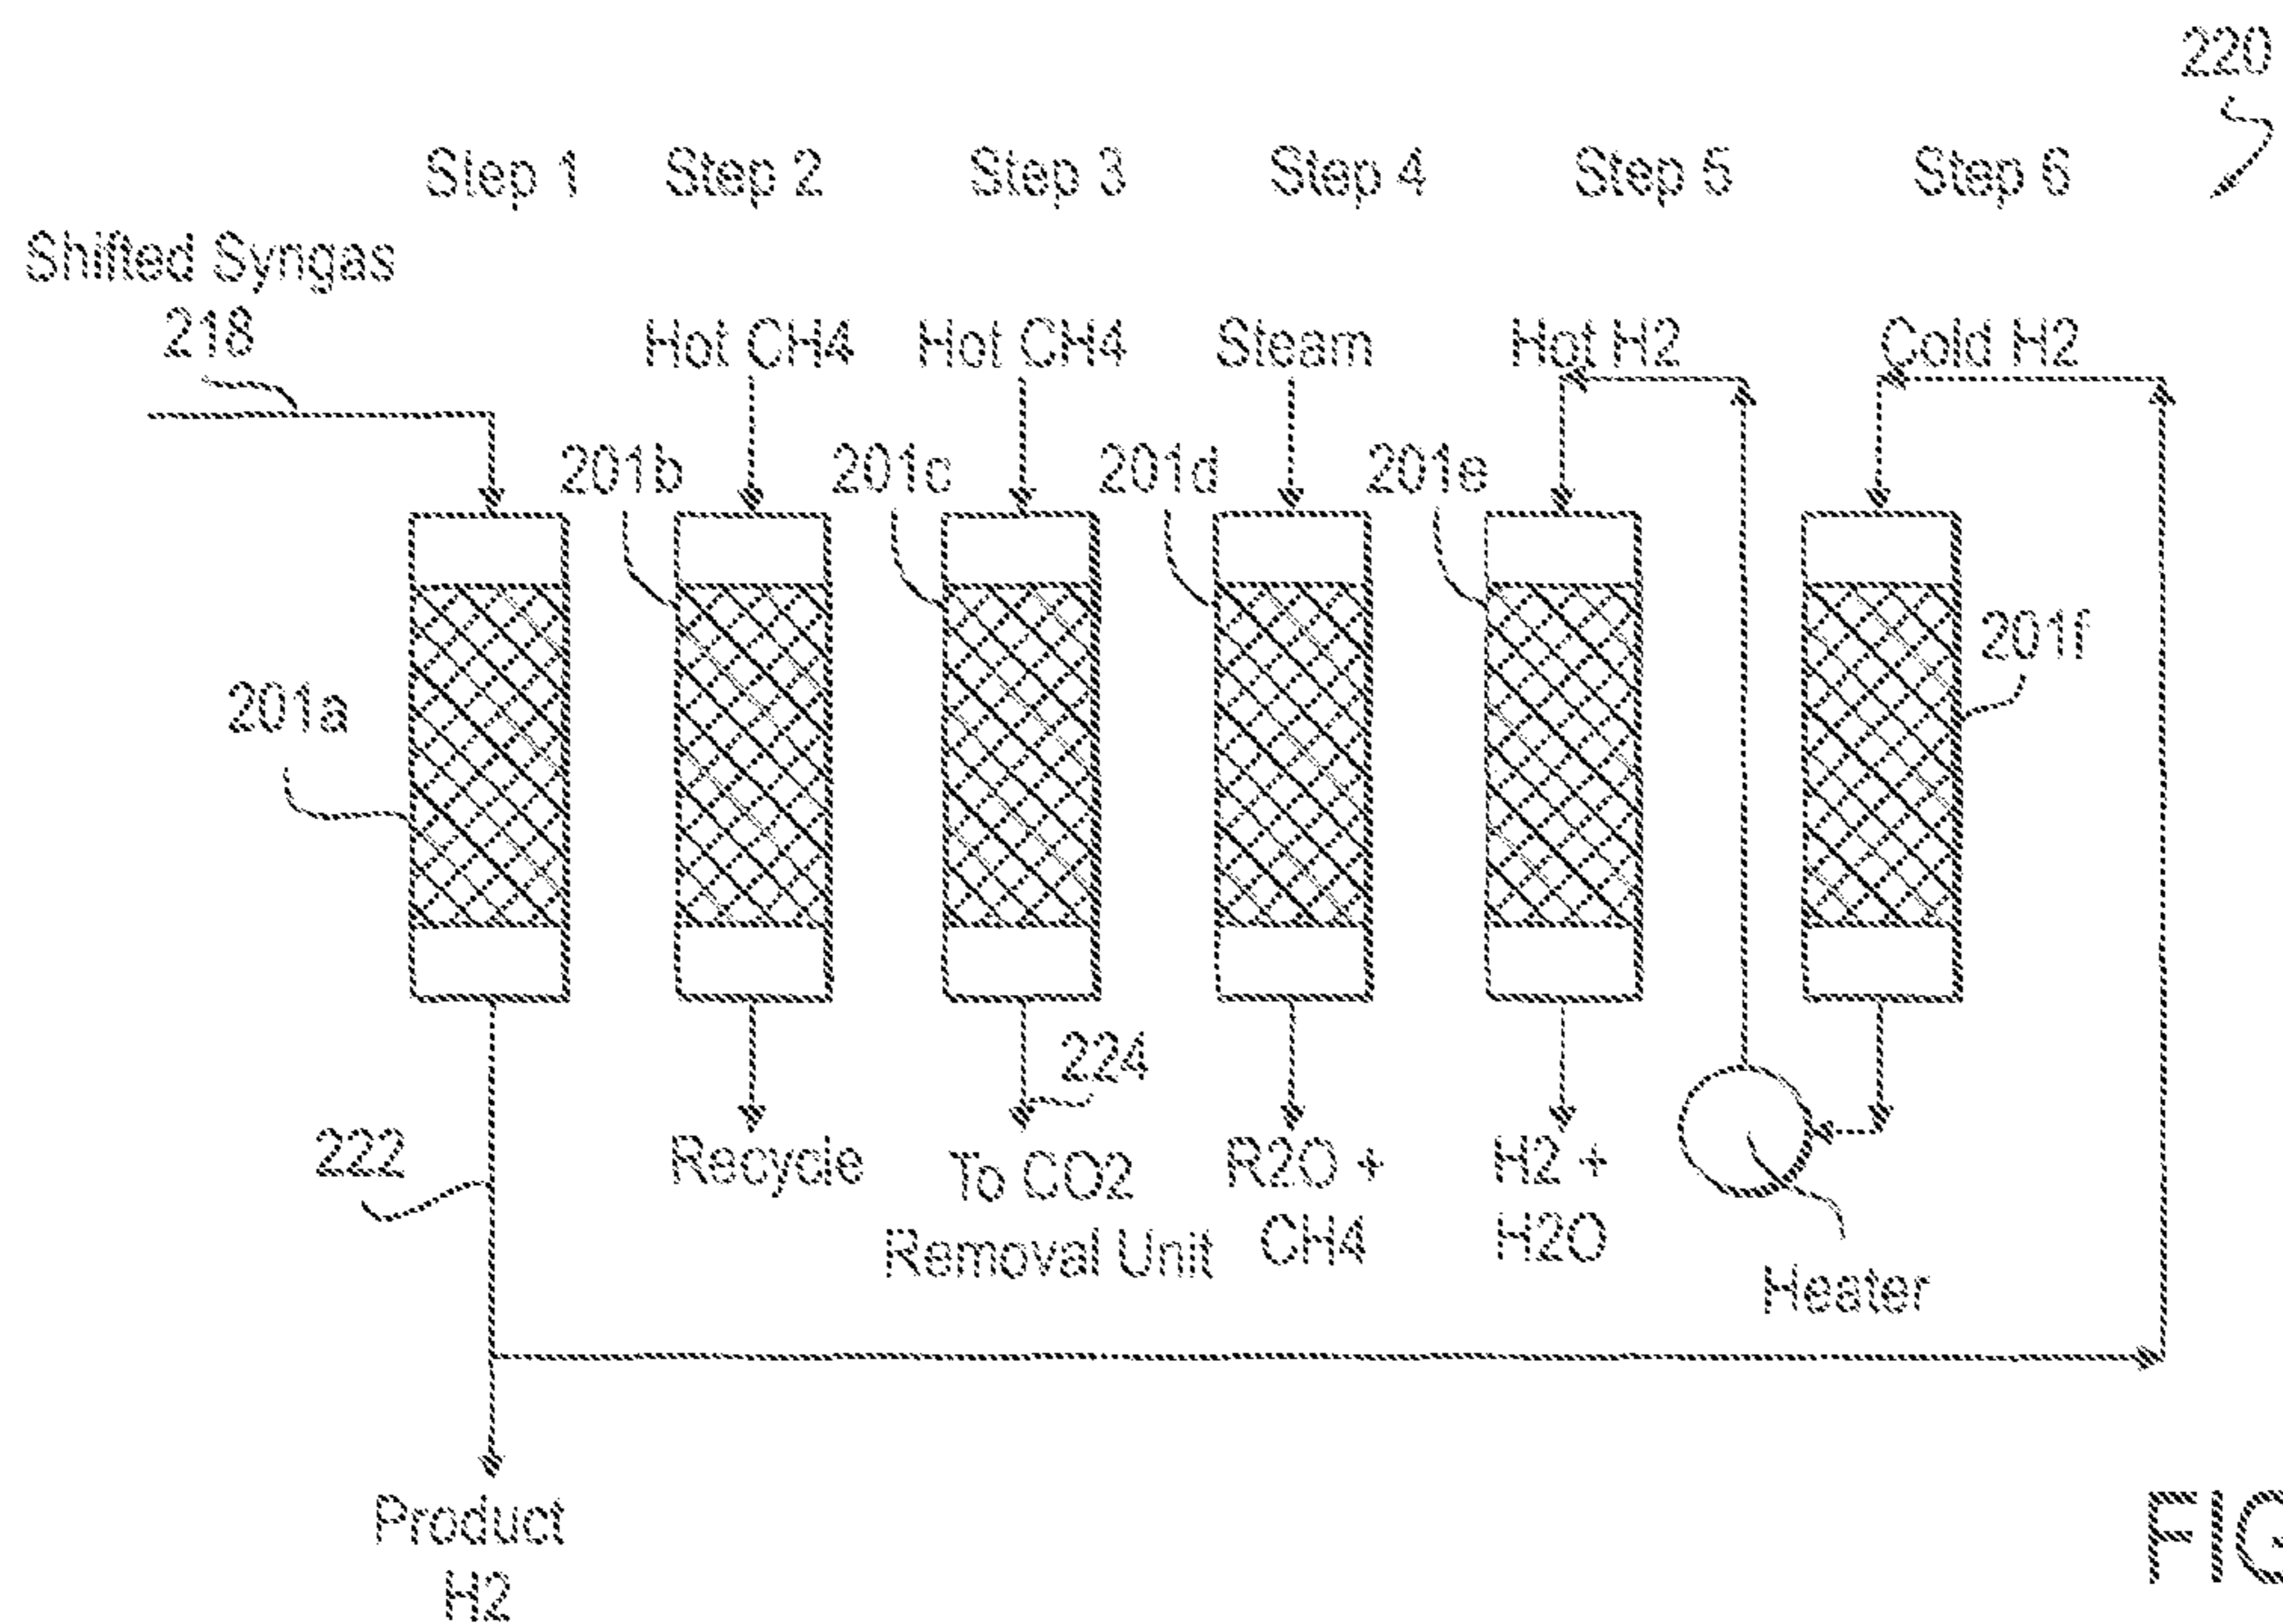 220
Step 1 Step 2 Step 3 Step 4 Step 5 Step 6
Shifted Syngas
218
Hot CH4 Hot CH4 Steam Hot H2 Cold H2
201b 201c 201d 201e
201f
201a
224
222
Recycle
To CO2
Removal Unit
R2O +
CH4
H2 +
H2O
Heater
Product
H2
FIG